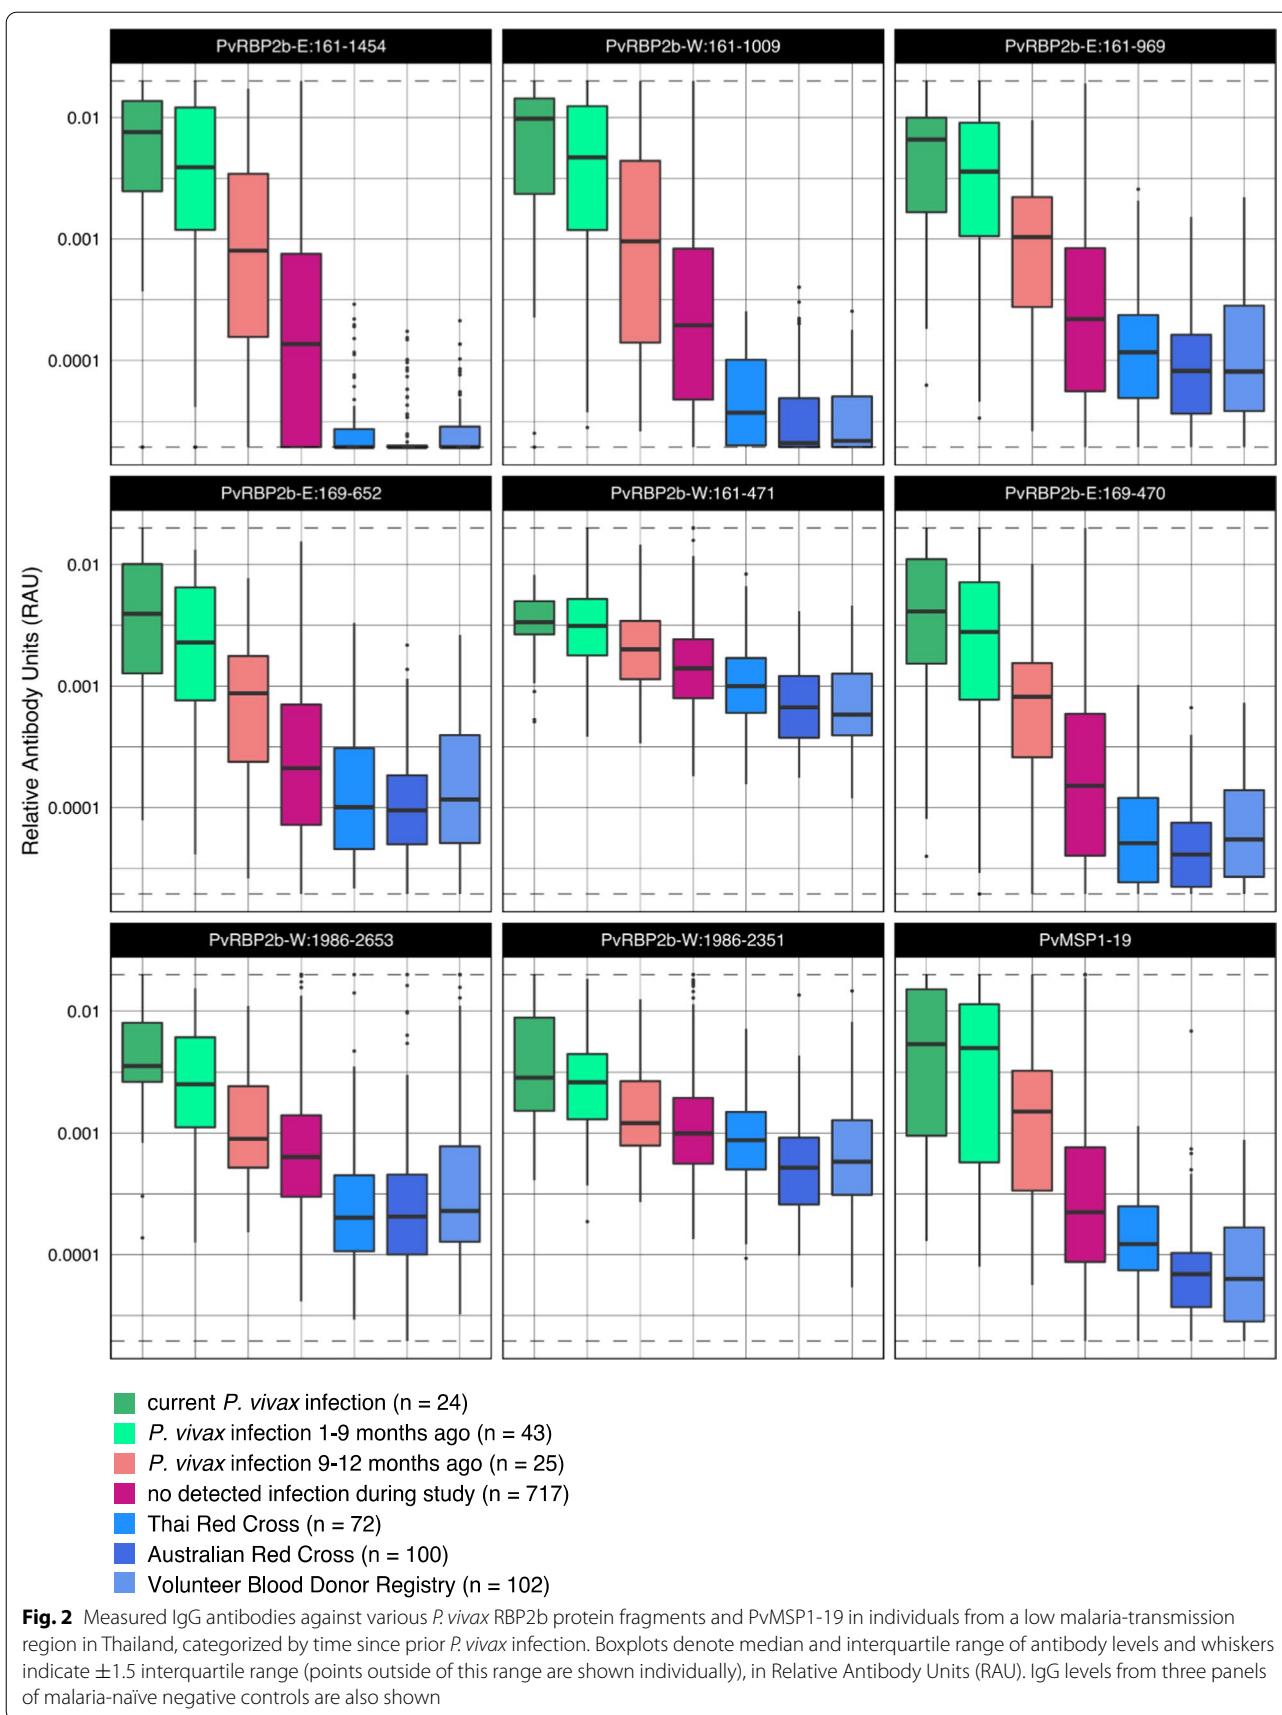 PvRBP2b-E:161-1454
PvRBP2b-W:161-1009
PvRBP2b-E:161-969
0.01
0.001
0.0001
PvRBP2b-E:169-652
PvRBP2b-W:161-471
PvRBP2b-E:169-470
Relative Antibody Units (RAU)
0.01
0.001
0.0001
PvRBP2b-W:1986-2653
PvRBP2b-W:1986-2351
PvMSP1-19
0.01
0.001
0.0001
current P. vivax infection (n = 24)
P. vivax infection 1-9 months ago (n = 43)
P. vivax infection 9-12 months ago (n = 25)
no detected infection during study (n = 717)
Thai Red Cross (n = 72)
Australian Red Cross (n = 100)
Volunteer Blood Donor Registry (n = 102)
Fig. 2 Measured IgG antibodies against various P. vivax RBP2b protein fragments and PvMSP1-19 in individuals from a low malaria-transmission
region in Thailand, categorized by time since prior P. vivax infection. Boxplots denote median and interquartile range of antibody levels and whiskers
indicate ±1.5 interquartile range (points outside of this range are shown individually), in Relative Antibody Units (RAU). IgG levels from three panels
of malaria-naïve negative controls are also shown